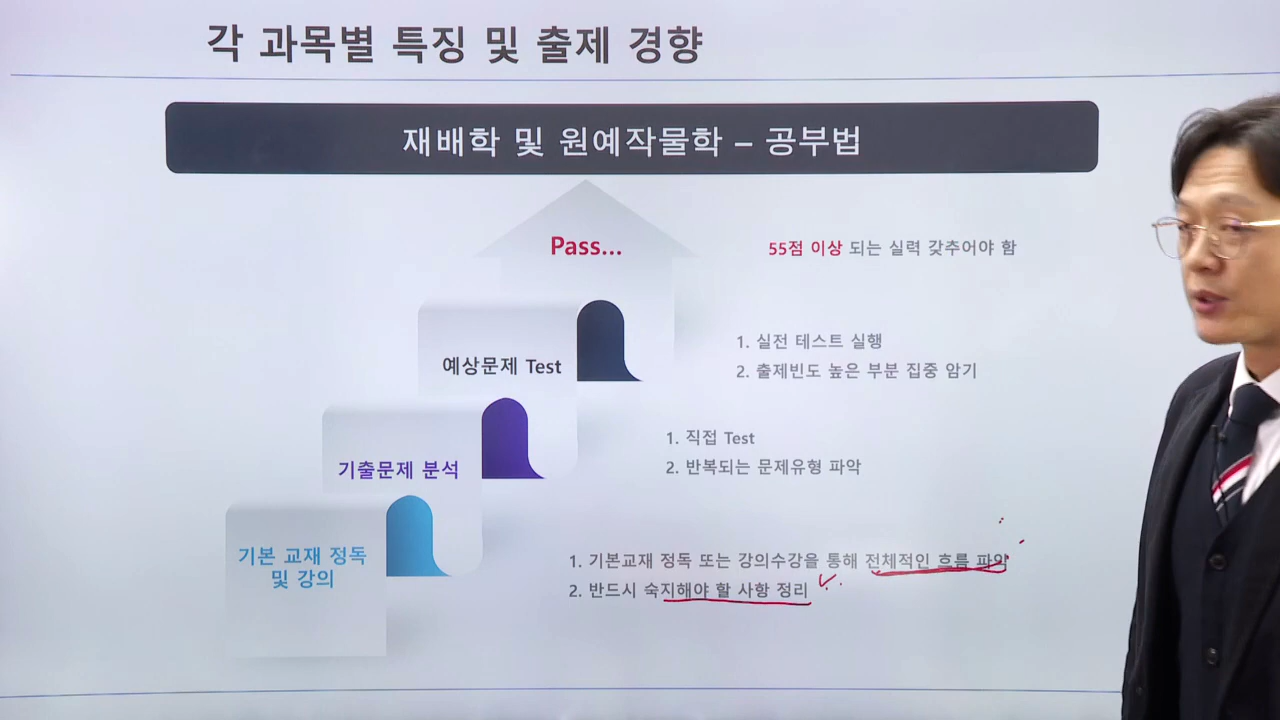 각 과목별 특징 및 출제 경향
재배학 및 원예작물학 – 공부법
Pass...
55점 이상 되는 실력 갖추어야 함
예상문제 Test
1. 실전 테스트 실행
2. 출제빈도 높은 부분 집중 암기
기출문제 분석
1. 직접 Test
2. 반복되는 문제유형 파악
기본 교재 정독
및 강의
1. 기본교재 정독 또는 강의수강을 통해 전체적인 흐름 파악
2. 반드시 숙지해야 할 사항 정리